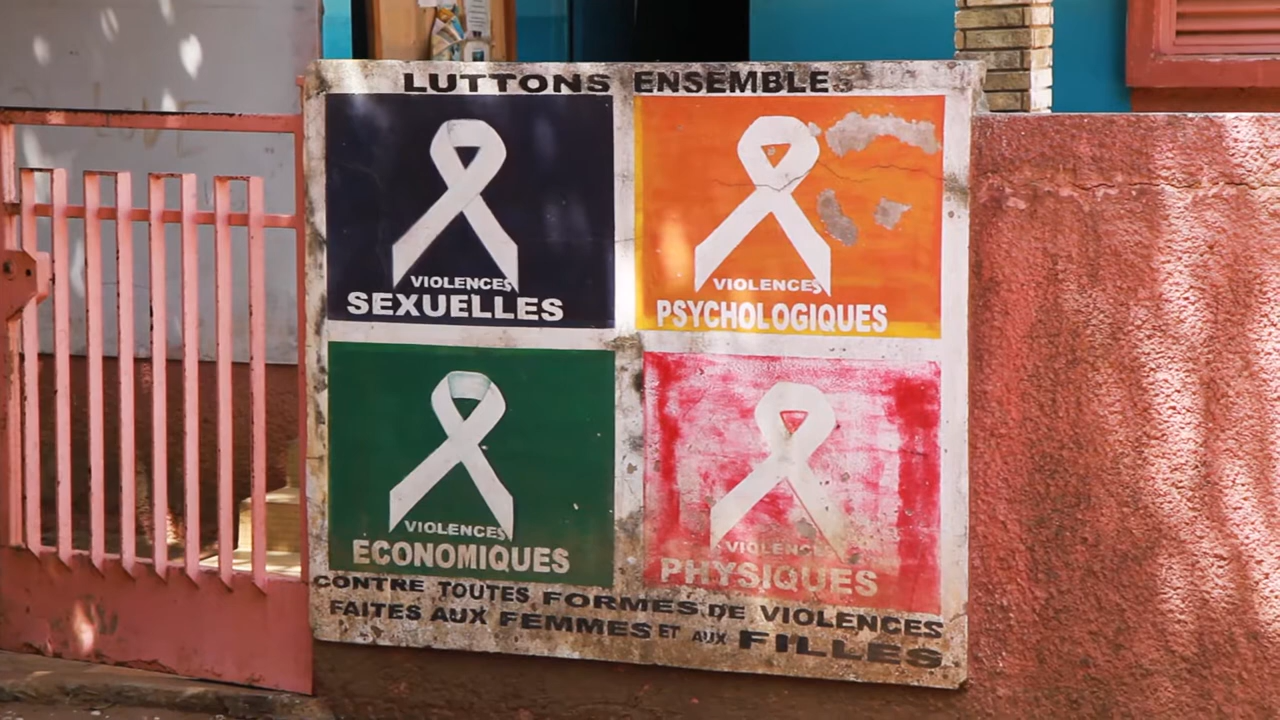 LUTTONS ENSEMBLE
VIOLENCES
SEXUELLES
VIOLENCES
PSYCHOLOGIQUES
VIOLENCES
ECONOMIQUES
VIOLENCES
PHYSIQUES
CONTRE TOUTES FORMES DE VIOLENCES
FAITES AUX FEMMES ET AUX FILLES